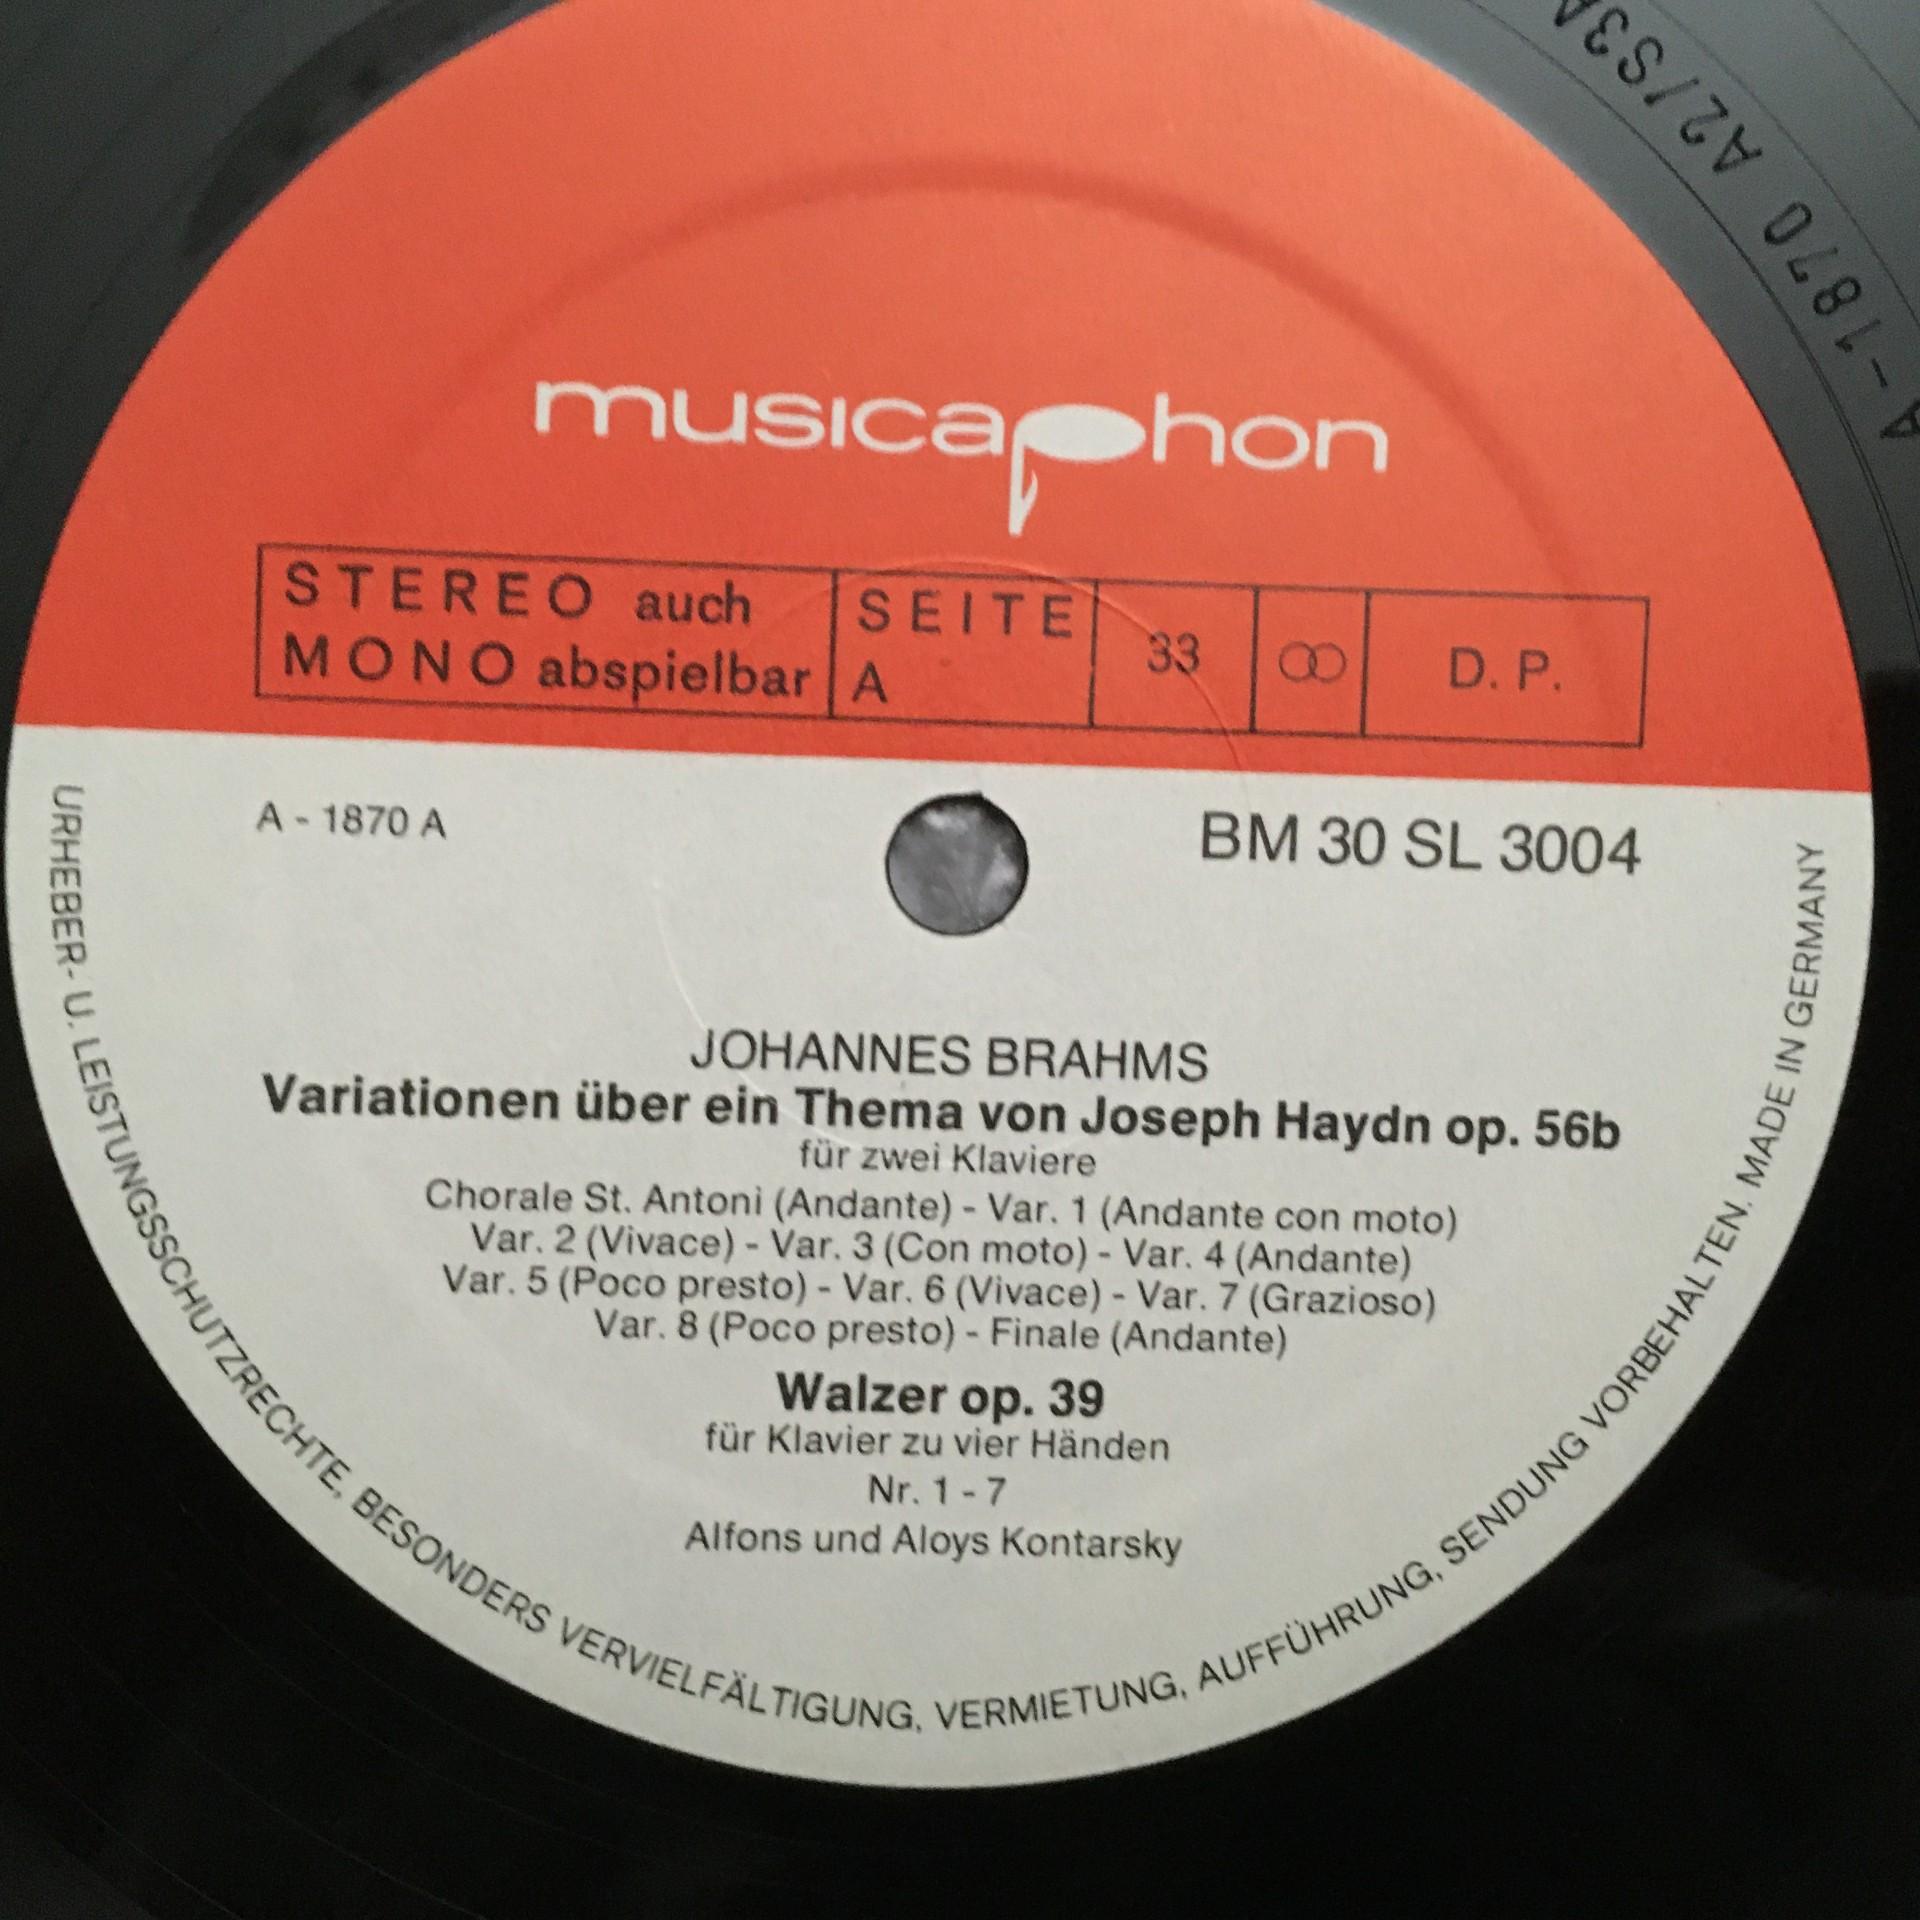 musicaphon
STEREO auch
MONO abspielbar
SEITE
A
33
D. P.
A - 1870 A
BM 30 SL 3004
JOHANNES BRAHMS
Variationen über ein Thema von Joseph Haydn op. 56b
für zwei Klaviere
Chorale St. Antoni (Andante) - Var. 1 (Andante con moto)
Var. 2 (Vivace) - Var. 3 (Con moto) - Var. 4 (Andante)
Var. 5 (Poco presto) - Var. 6 (Vivace) - Var. 7 (Grazioso)
Var. 8 (Poco presto) - Finale (Andante)
Walzer op. 39
für Klavier zu vier Händen
Nr. 1 - 7
Alfons und Aloys Kontarsky
URHEBER- U. LEISTUNGSSCHUTZRECHTE, BESONDERS VERVIELFÄLTIGUNG, VERMIETUNG, AUFFÜHRUNG, SENDUNG VORBEHALTEN. MADE IN GERMANY
A-1870 A2/S3A